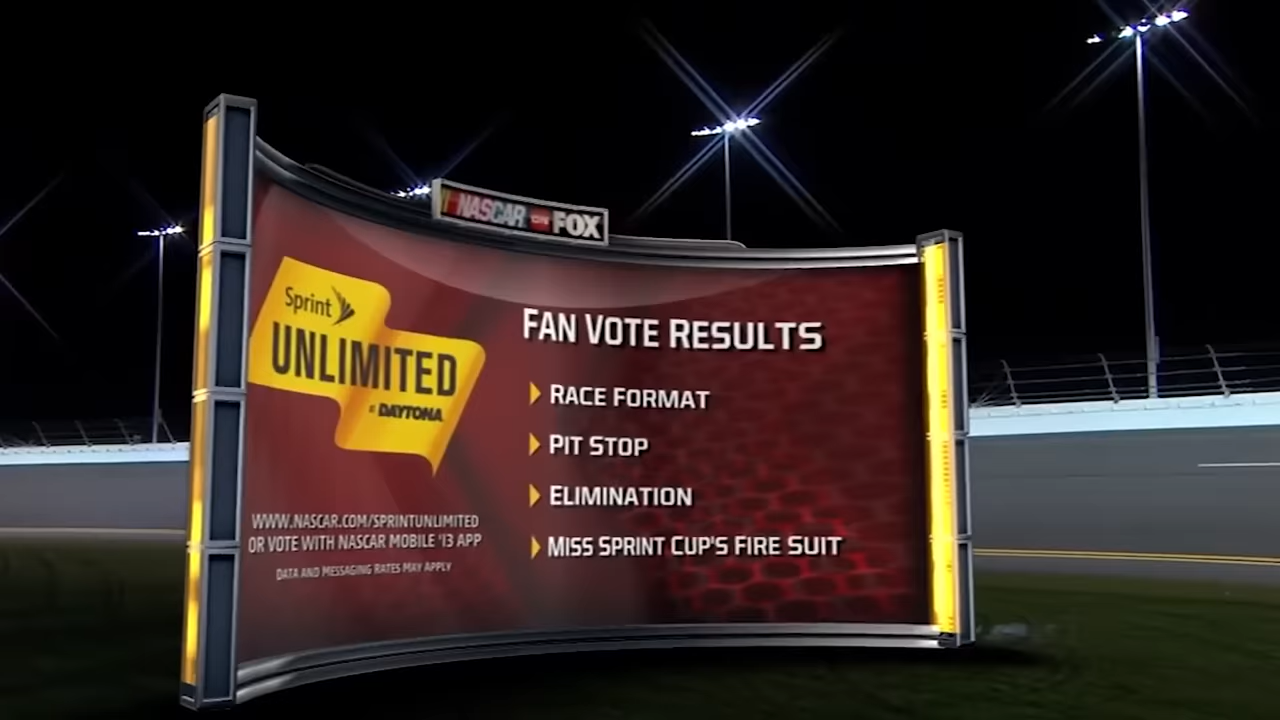 NASCAR ON FOX
Sprint
UNLIMITED
at DAYTONA
WWW.NASCAR.COM/SPRINTUNLIMITED
OR VOTE WITH NASCAR MOBILE '13 APP
DATA AND MESSAGING RATES MAY APPLY
FAN VOTE RESULTS
RACE FORMAT
PIT STOP
ELIMINATION
MISS SPRINT CUP'S FIRE SUIT